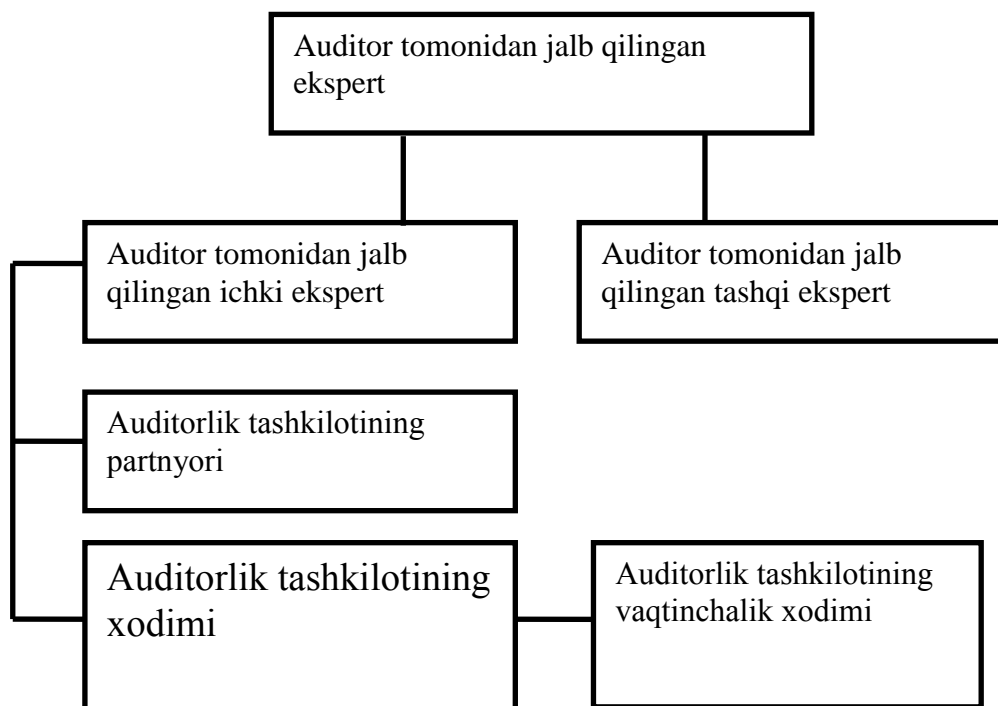 Auditor tomonidan jalb qilingan
ekspert
Auditor tomonidan jalb
qilingan ichki ekspert
Auditor tomonidan jalb
qilingan tashqi ekspert
Auditorlik tashkilotining
partnyori
Auditorlik tashkilotining
xodimi
Auditorlik tashkilotining
vaqtinchalik xodimi